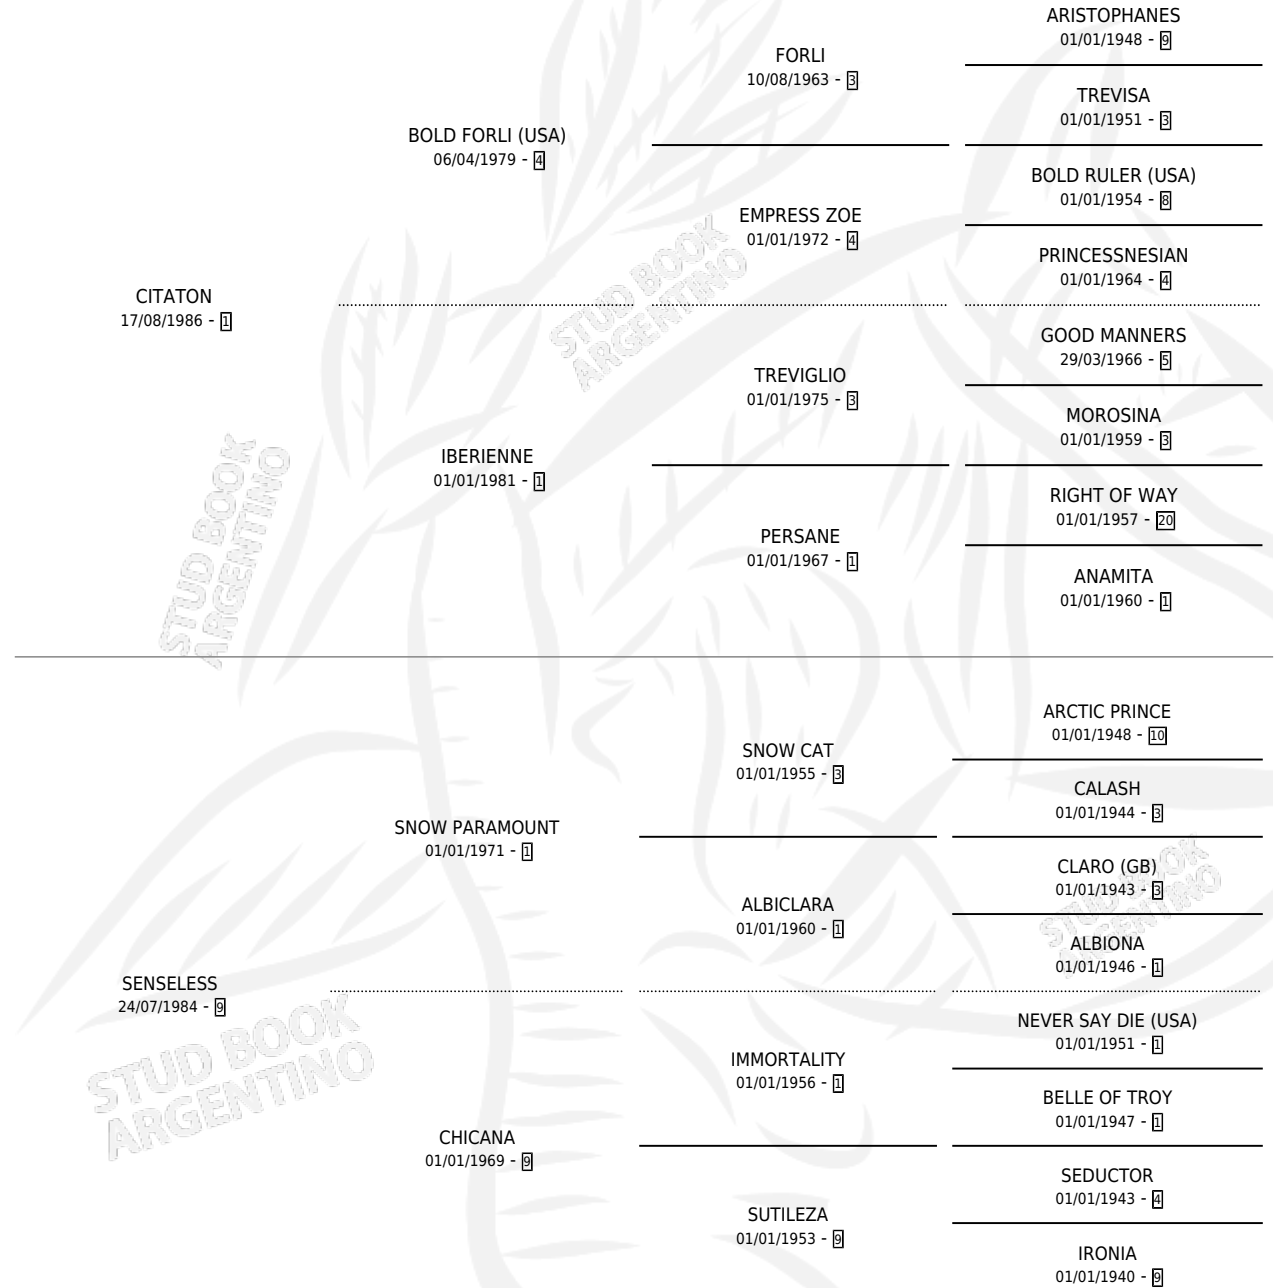 ARISTOPHANES
01/01/1948 - 9
FORLI
10/08/1963 - 3
TREVISA
01/01/1951 - 3
BOLD FORLI (USA)
06/04/1979 - 4
BOLD RULER (USA)
01/01/1954 - 8
EMPRESS ZOE
01/01/1972 - 4
PRINCESSNESIAN
01/01/1964 - 4
CITATON
17/08/1986 - 1
GOOD MANNERS
29/03/1966 - 5
TREVIGLIO
01/01/1975 - 3
MOROSINA
01/01/1959 - 3
IBERIENNE
01/01/1981 - 1
RIGHT OF WAY
01/01/1957 - 20
PERSANE
01/01/1967 - 1
ANAMITA
01/01/1960 - 1
STUD BOOK
ARGENTINO
STUD BOOK
ARGENTINO
ARCTIC PRINCE
01/01/1948 - 10
SNOW CAT
01/01/1955 - 3
CALASH
01/01/1944 - 3
SNOW PARAMOUNT
01/01/1971 - 1
CLARO (GB)
01/01/1943 - 3
ALBICLARA
01/01/1960 - 1
ALBIONA
01/01/1946 - 1
SENSELESS
24/07/1984 - 9
NEVER SAY DIE (USA)
01/01/1951 - 1
IMMORTALITY
01/01/1956 - 1
BELLE OF TROY
01/01/1947 - 1
CHICANA
01/01/1969 - 9
SEDUCTOR
01/01/1943 - 4
SUTILEZA
01/01/1953 - 9
IRONIA
01/01/1940 - 9
STUD BOOK
ARGENTINO
STUD BOOK
ARGENTINO